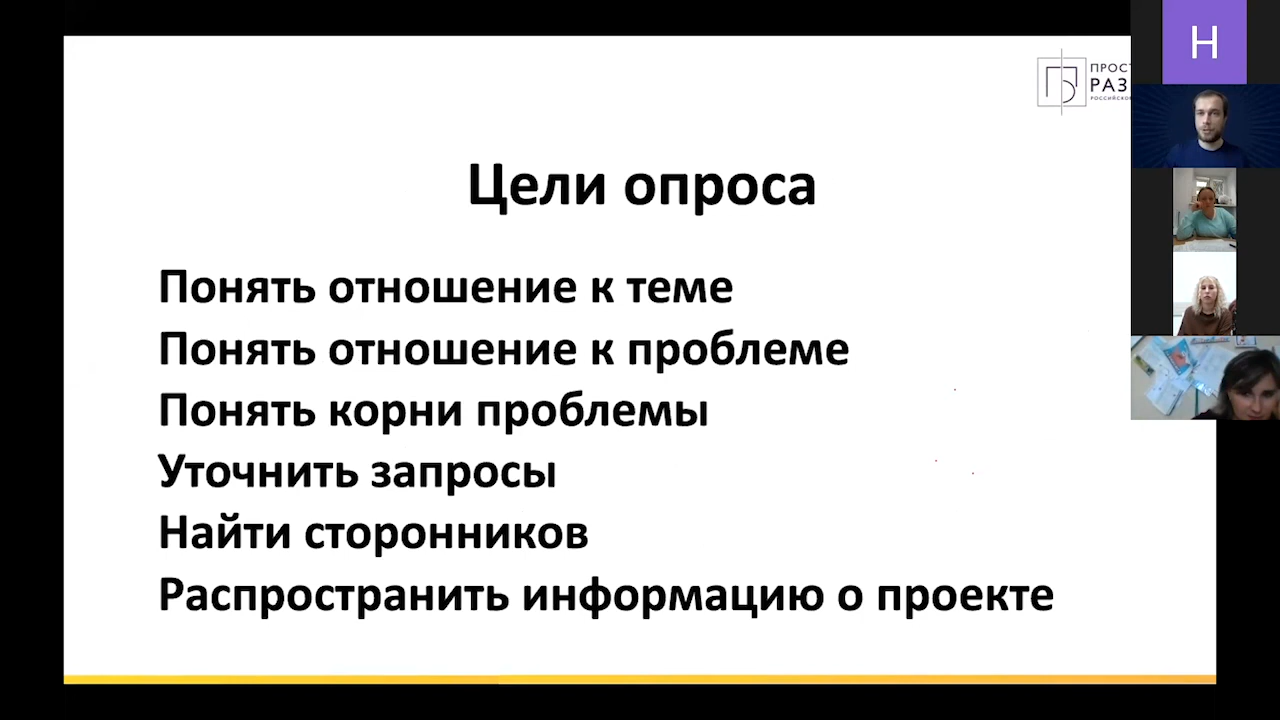 Цели опроса
Понять отношение к теме
Понять отношение к проблеме
Понять корни проблемы
Уточнить запросы
Найти сторонников
Распространить информацию о проекте
Н